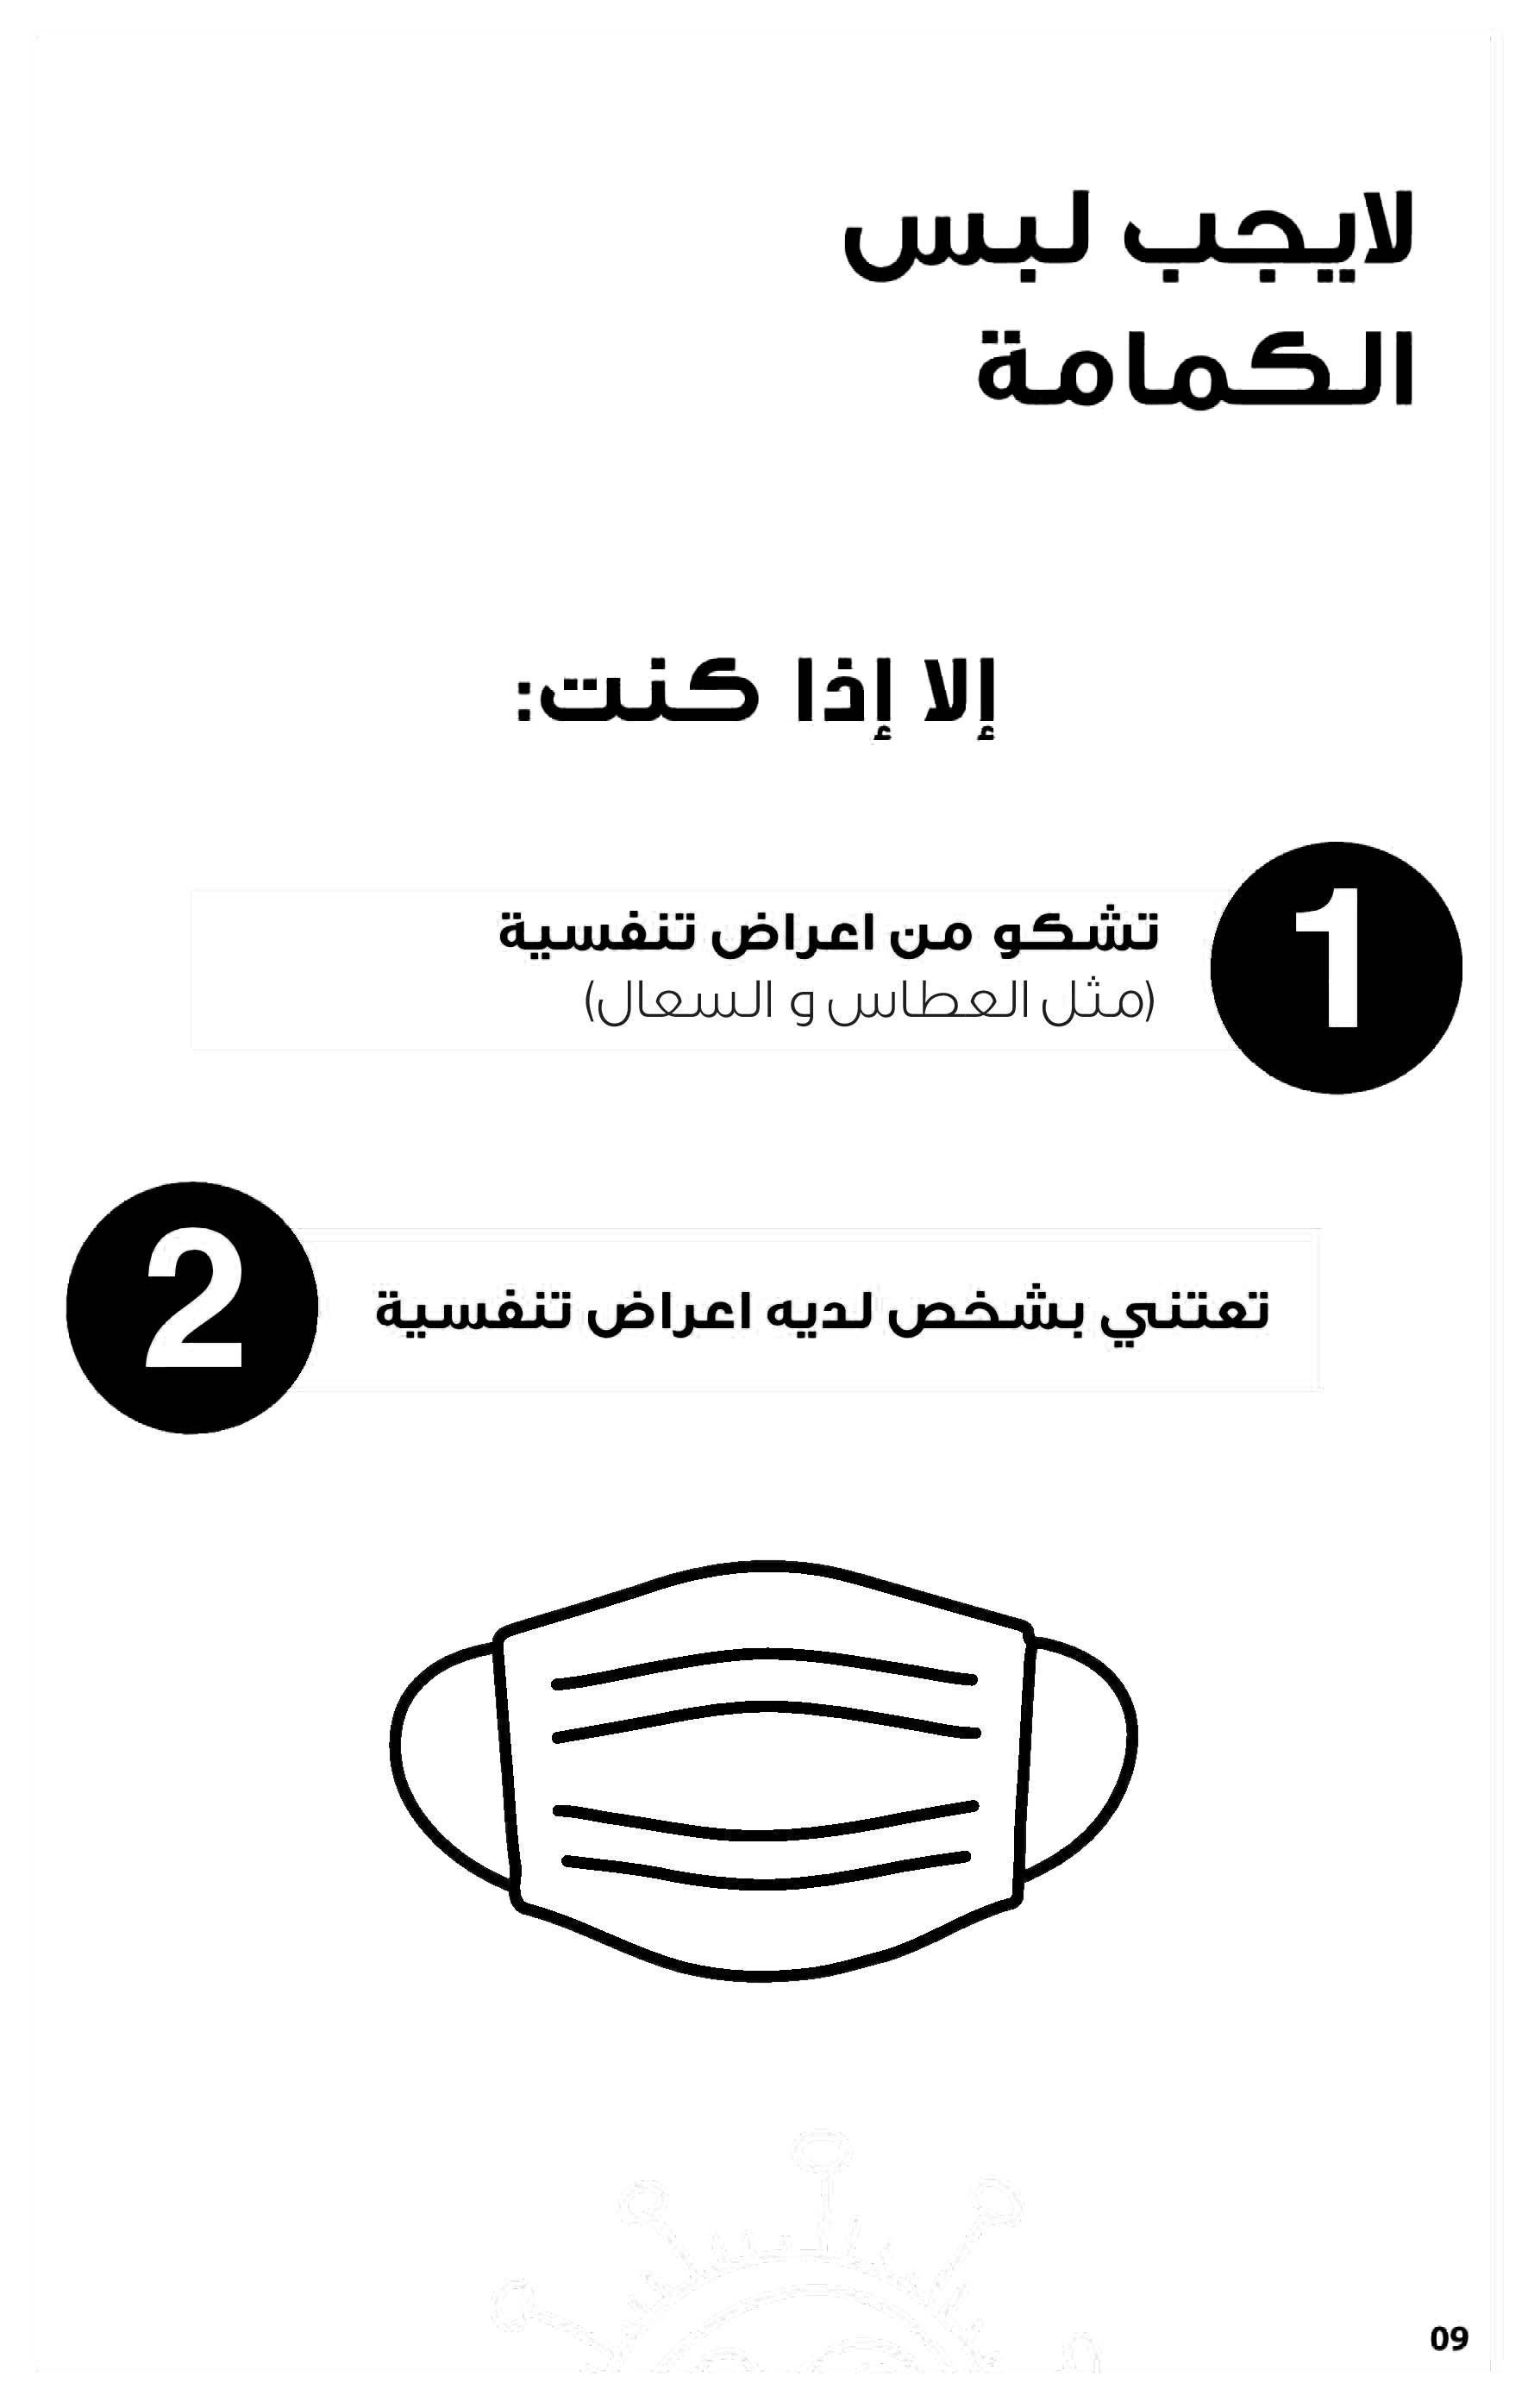 لايجب لبس
الكمامة
إلا إذا كنت:
1
تشكو من اعراض تنفسية
(مثل العطاس و السعال)
2
تعتني بشخص لديه اعراض تنفسية
09